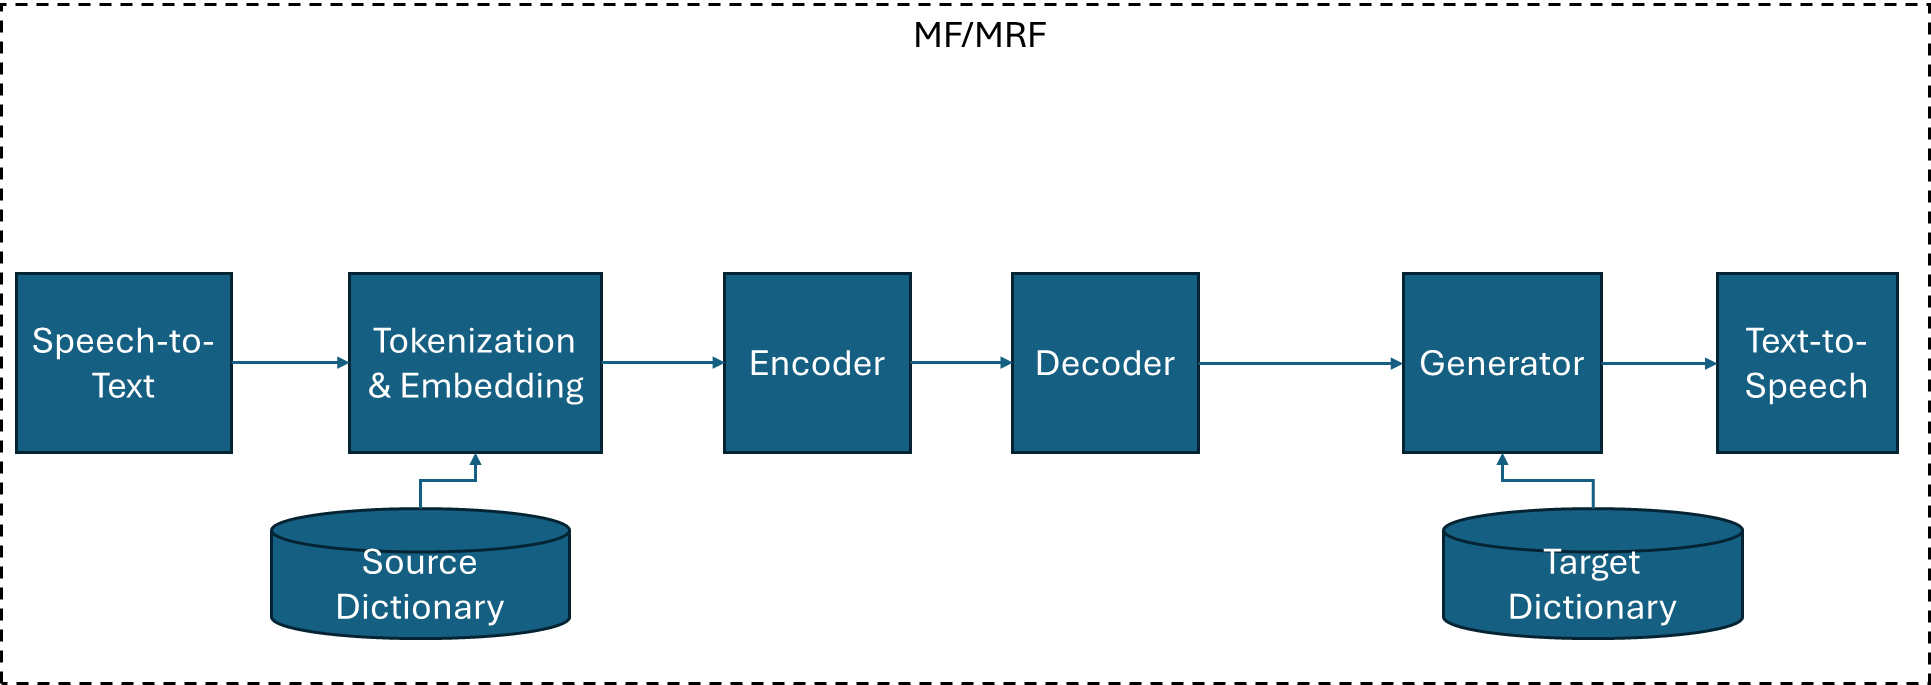 MF/MRF
Speech-to-
Text
Tokenization
& Embedding
Encoder
Decoder
Generator
Text-to-
Speech
Source
Dictionary
Target
Dictionary